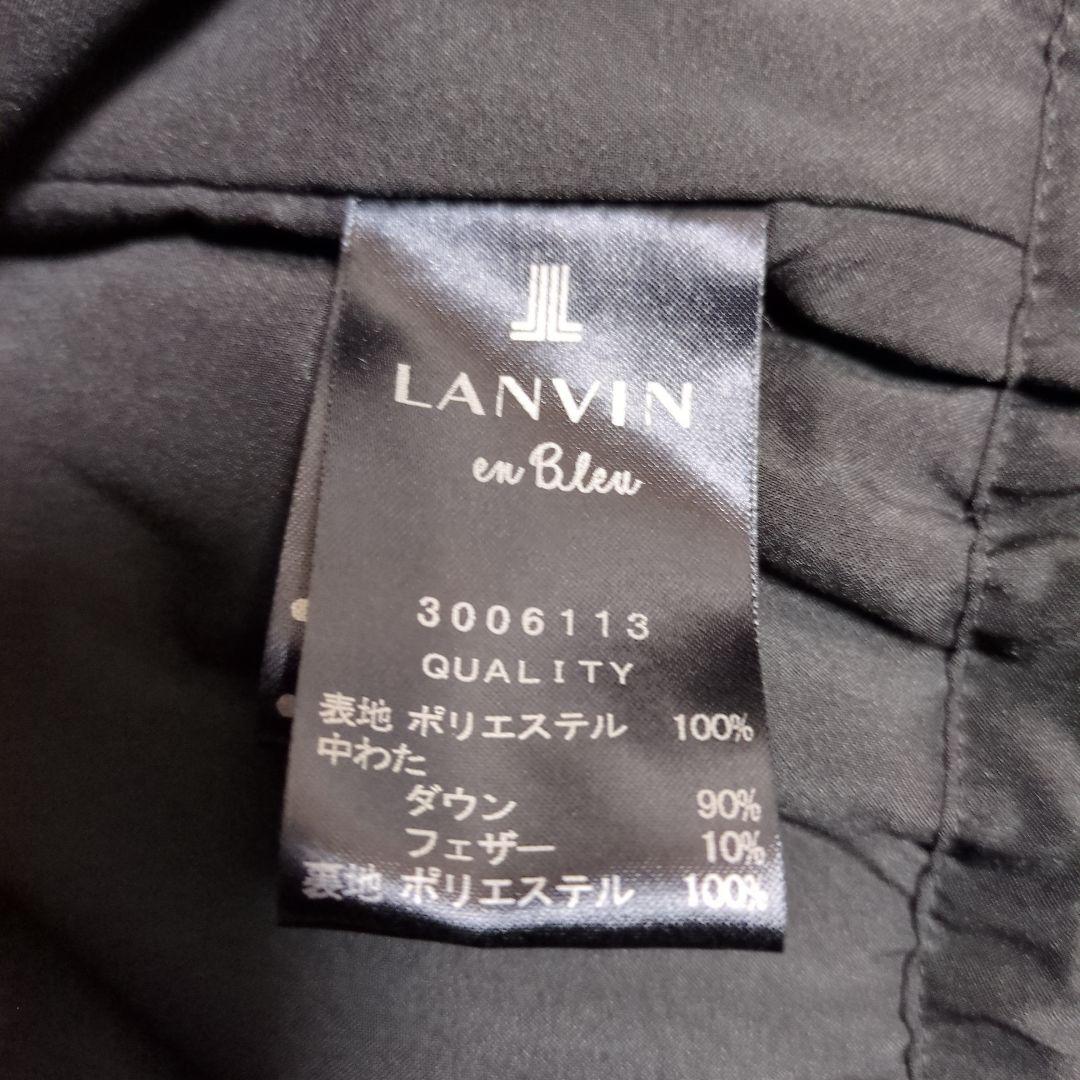 LANVIN
en Bleu
3006113
QUALITY
表地 ポリエステル 100%
中わた
ダウン 90%
フェザー 10%
裏地 ポリエステル 100%